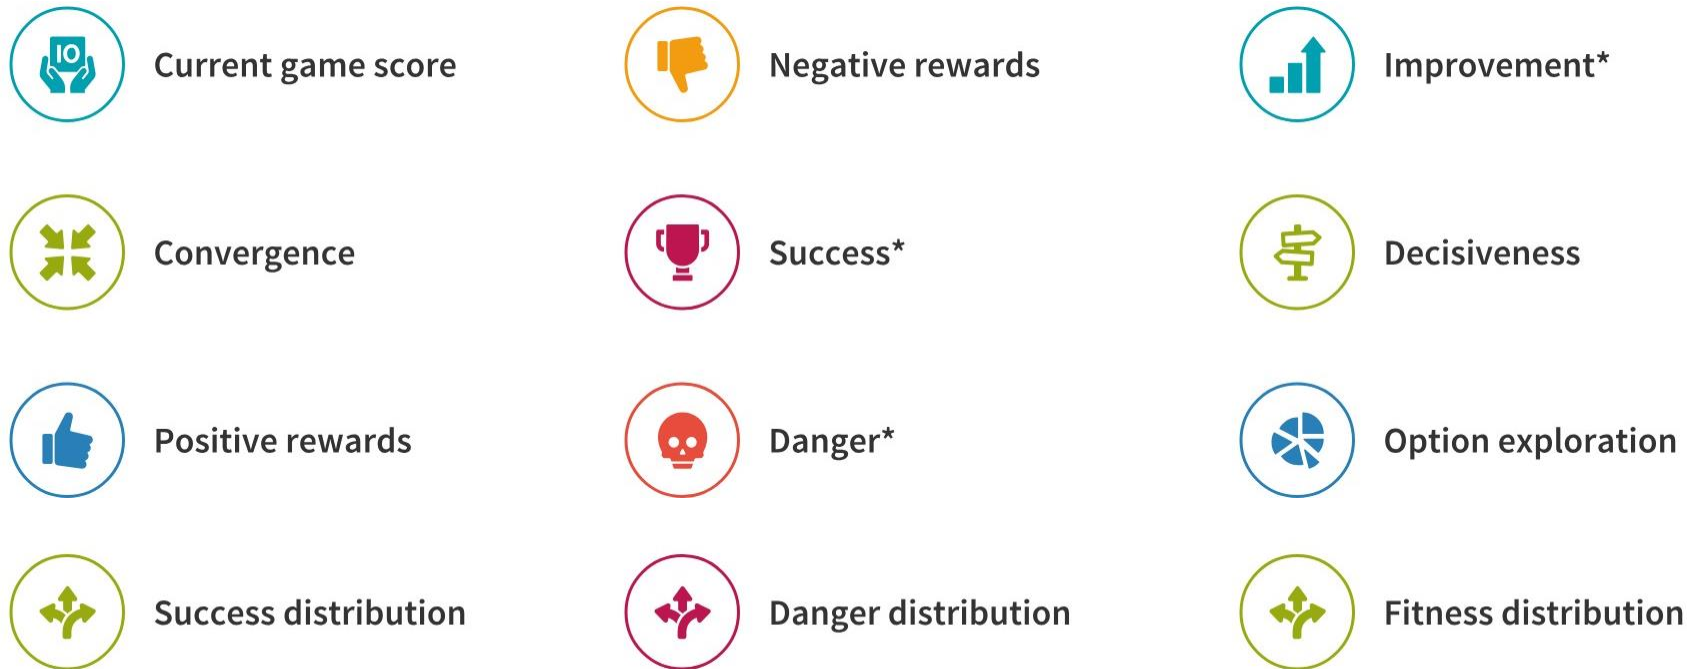 IO
Current game score
Negative rewards
Improvement*
Convergence
Success*
Decisiveness
Positive rewards
Danger*
Option exploration
Success distribution
Danger distribution
Fitness distribution